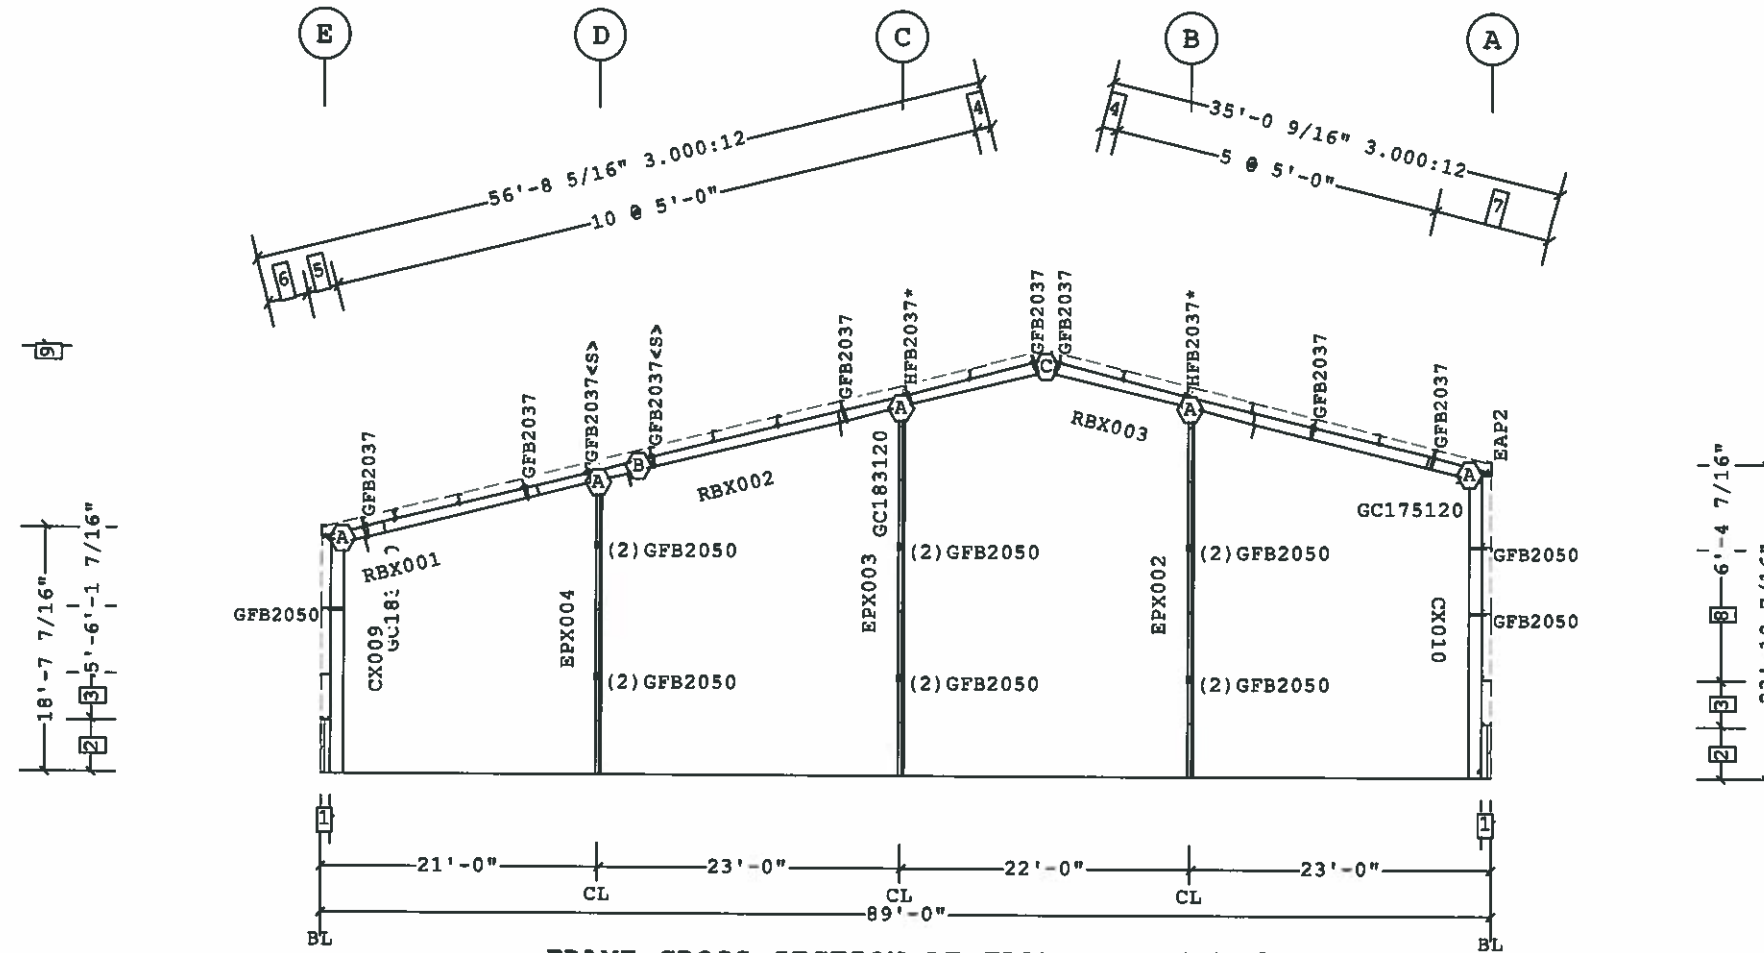 E
D
C
B
A
56'-8 5/16" 3.000:12
4
10 @ 5'-0"
6
5
4
35'-0 9/16" 3.000:12
5 @ 5'-0"
7
9
GFB2037
GFB2037
GFB2037<S>
GFB2037<S>
GFB2037
HFB2037*
GFB2037
GFB2037
HFB2037*
GFB2037
GFB2037
EAP2
A
A
B
A
C
A
A
RBX001
RBX002
RBX003
GC183120
GC175120
18'-7 7/16"
5'-6'-1 7/16"
3
2
GFB2050
CX009
EPX004
(2)GFB2050
(2)GFB2050
EPX003
(2)GFB2050
(2)GFB2050
EPX002
(2)GFB2050
(2)GFB2050
CX010
GFB2050
GFB2050
6'-4 7/16"
8
3
2
1
1
21'-0"
23'-0"
22'-0"
23'-0"
CL
CL
CL
89'-0"
BL
BL